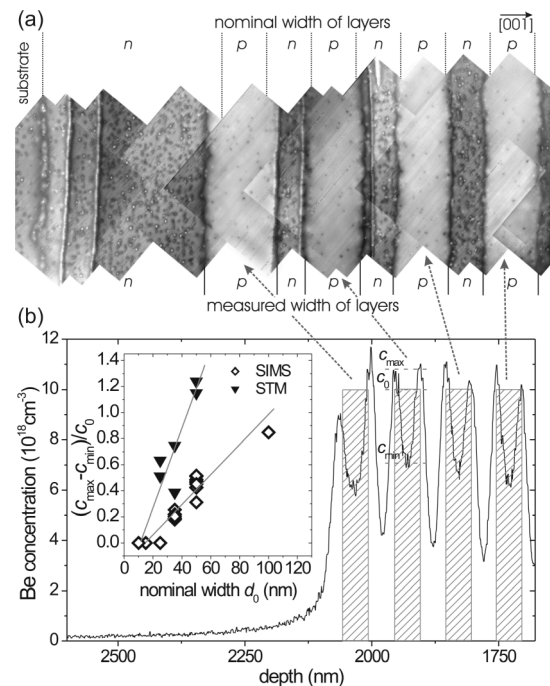 (a)
nominal width of layers
[001]
substrate
n p n p n p n p
n p n p n p n p
measured width of layers
(b)
Be concentration (10^18 cm^-3)
12
10
8
6
4
2
0
(c_max-c_min)/c_0
1.4
1.2
1.0
0.8
0.6
0.4
0.2
0.0
SIMS
STM
0 20 40 60 80 100 120
nominal width d_0 (nm)
c_max
c_0
c_min
2500 2250 2000 1750
depth (nm)